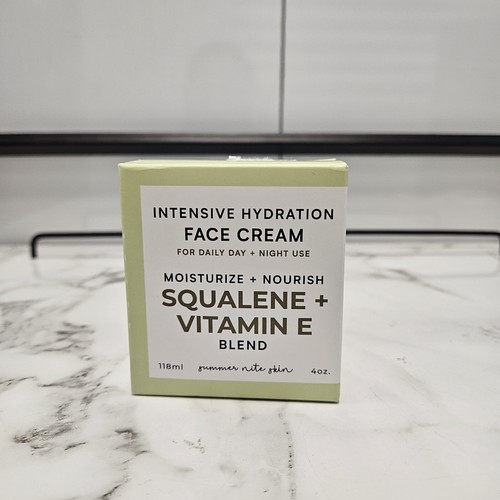 INTENSIVE HYDRATION
FACE CREAM
FOR DAILY DAY + NIGHT USE
MOISTURIZE + NOURISH
SQUALENE +
VITAMIN E
BLEND
118ml summer nite skin 4oz.